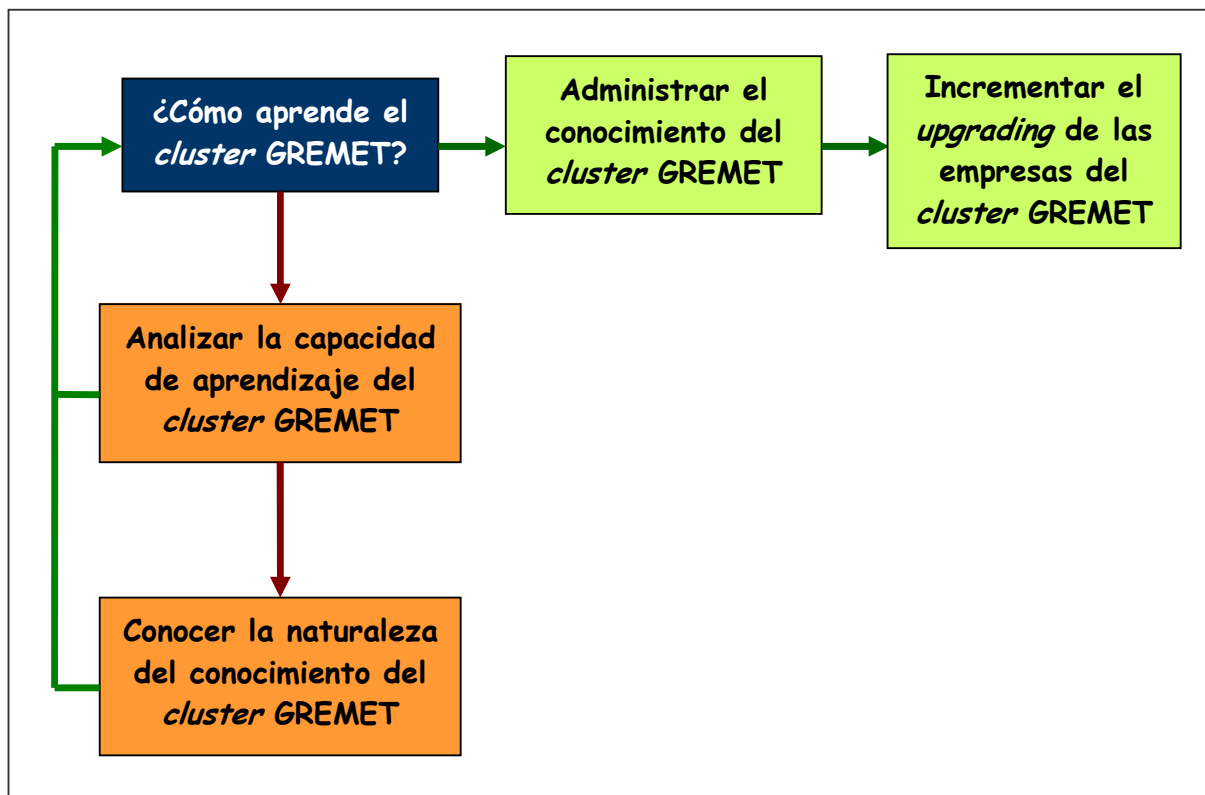 ¿Cómo aprende el
cluster GREMET?
Administrar el
conocimiento del
cluster GREMET
Incrementar el
upgrading de las
empresas del
cluster GREMET
Analizar la capacidad
de aprendizaje del
cluster GREMET
Conocer la naturaleza
del conocimiento del
cluster GREMET